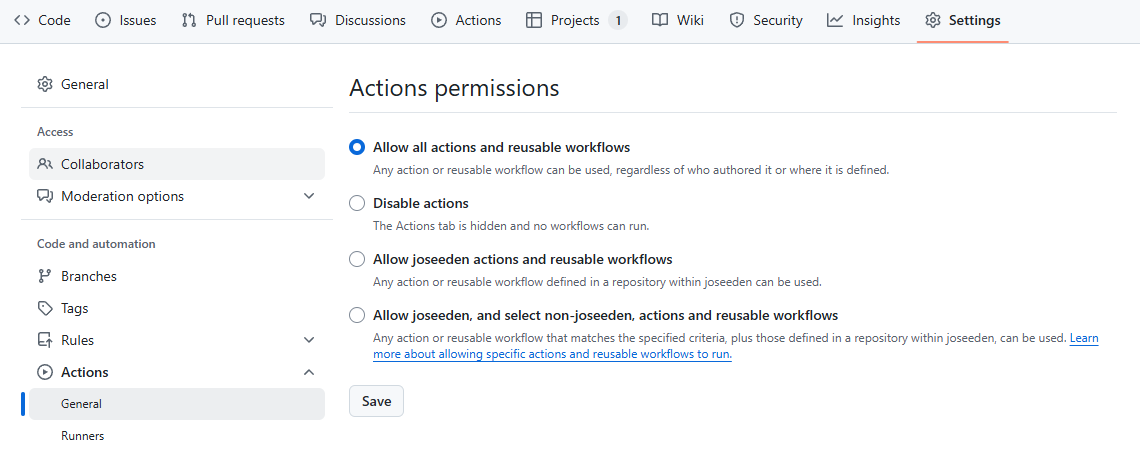 Code Issues Pull requests Discussions Actions Projects 1 Wiki Security Insights Settings
General
Access
Collaborators
Moderation options
Code and automation
Branches
Tags
Rules
Actions
General
Runners
Actions permissions
Allow all actions and reusable workflows
Any action or reusable workflow can be used, regardless of who authored it or where it is defined.
Disable actions
The Actions tab is hidden and no workflows can run.
Allow joseeden actions and reusable workflows
Any action or reusable workflow defined in a repository within joseeden can be used.
Allow joseeden, and select non-joseeden, actions and reusable workflows
Any action or reusable workflow that matches the specified criteria, plus those defined in a repository within joseeden, can be used. Learn
more about allowing specific actions and reusable workflows to run.
Save